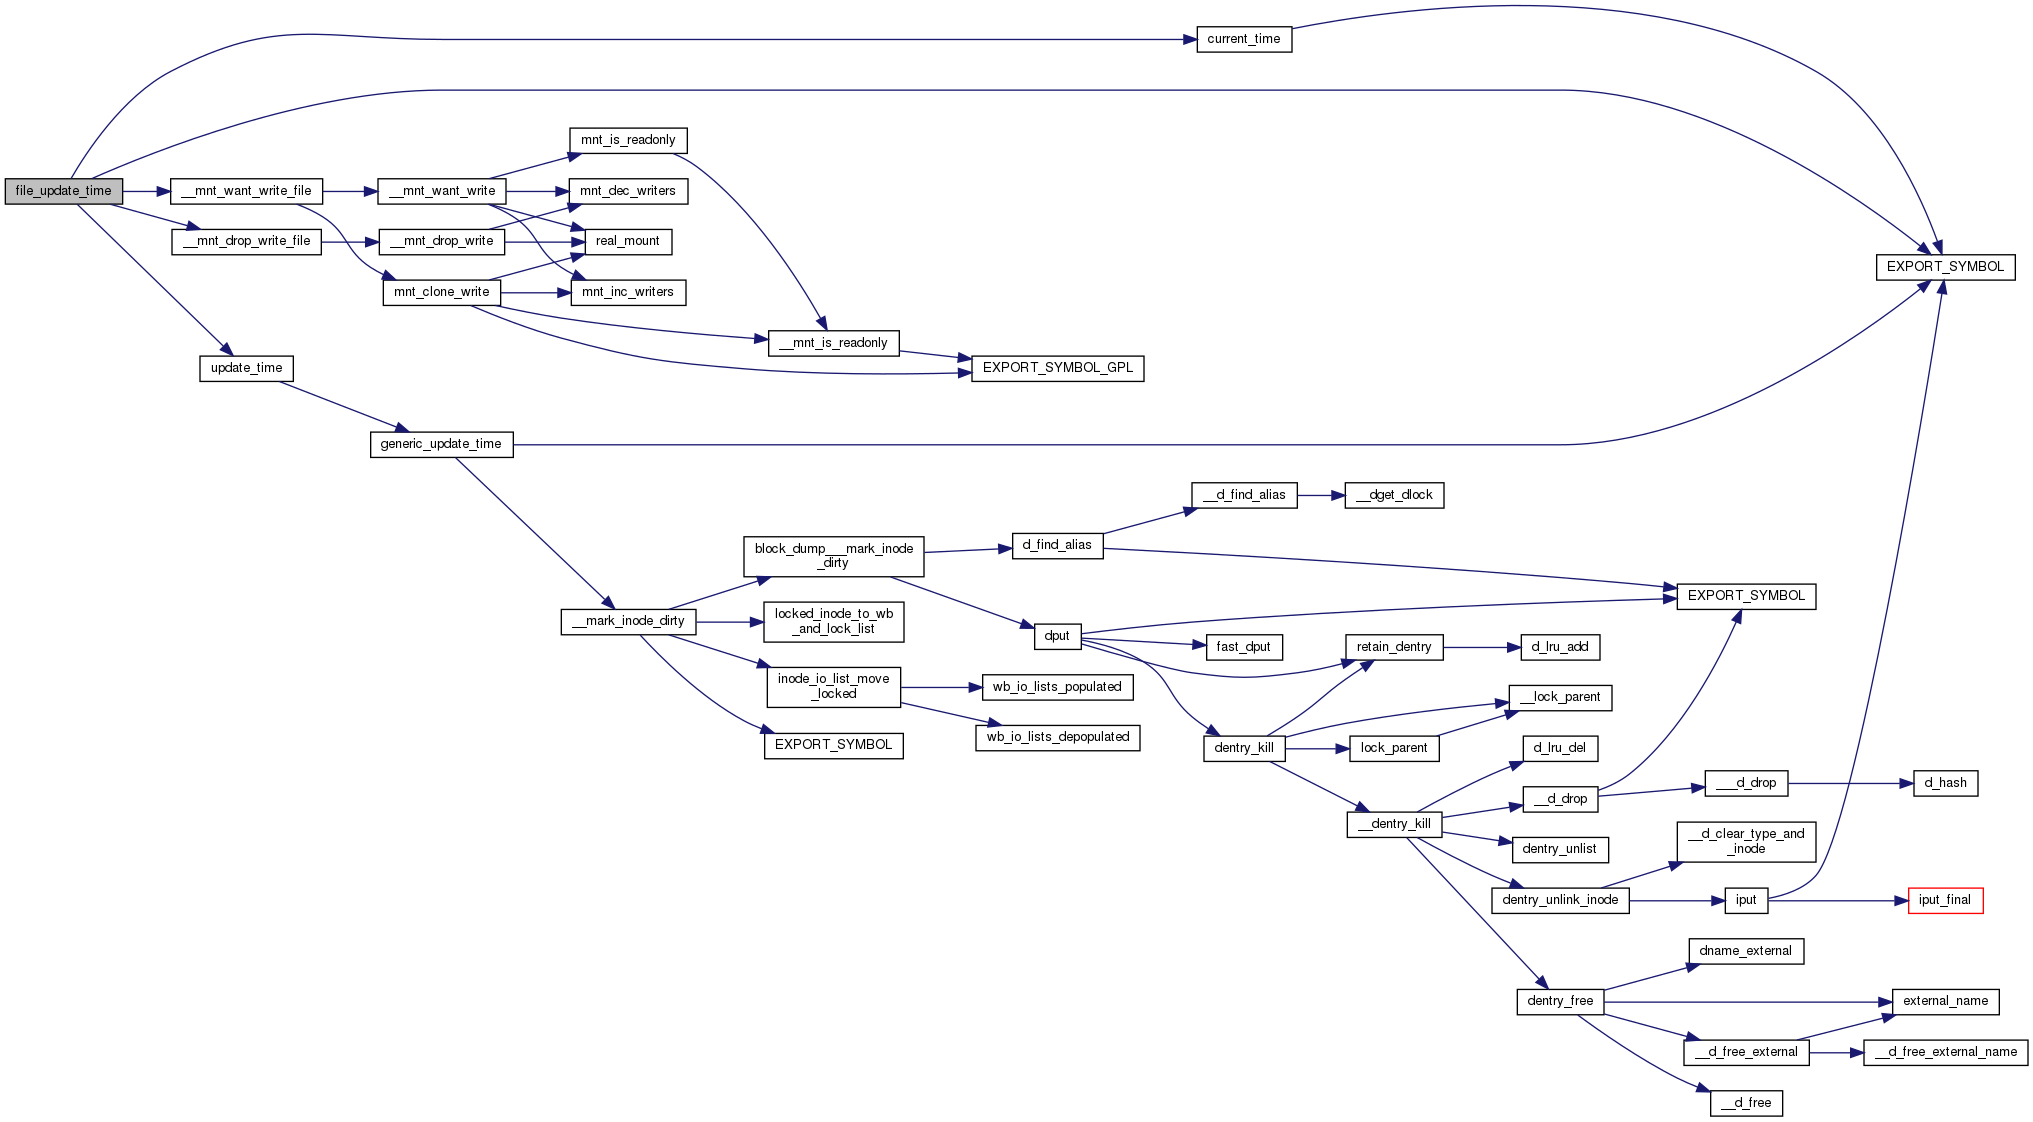 current_time
mnt_is_readonly
file_update_time
__mnt_want_write_file
__mnt_want_write
mnt_dec_writers
__mnt_drop_write_file
__mnt_drop_write
real_mount
EXPORT_SYMBOL
mnt_clone_write
mnt_inc_writers
__mnt_is_readonly
update_time
EXPORT_SYMBOL_GPL
generic_update_time
__d_find_alias
__dget_dlock
block_dump___mark_inode
_dirty
d_find_alias
EXPORT_SYMBOL
__mark_inode_dirty
locked_inode_to_wb
_and_lock_list
dput
fast_dput
retain_dentry
d_lru_add
inode_io_list_move
_locked
wb_io_lists_populated
__lock_parent
wb_io_lists_depopulated
EXPORT_SYMBOL
dentry_kill
lock_parent
d_lru_del
___d_drop
d_hash
__d_drop
__dentry_kill
__d_clear_type_and
_inode
dentry_unlist
dentry_unlink_inode
iput
iput_final
dname_external
dentry_free
external_name
__d_free_external
__d_free_external_name
__d_free